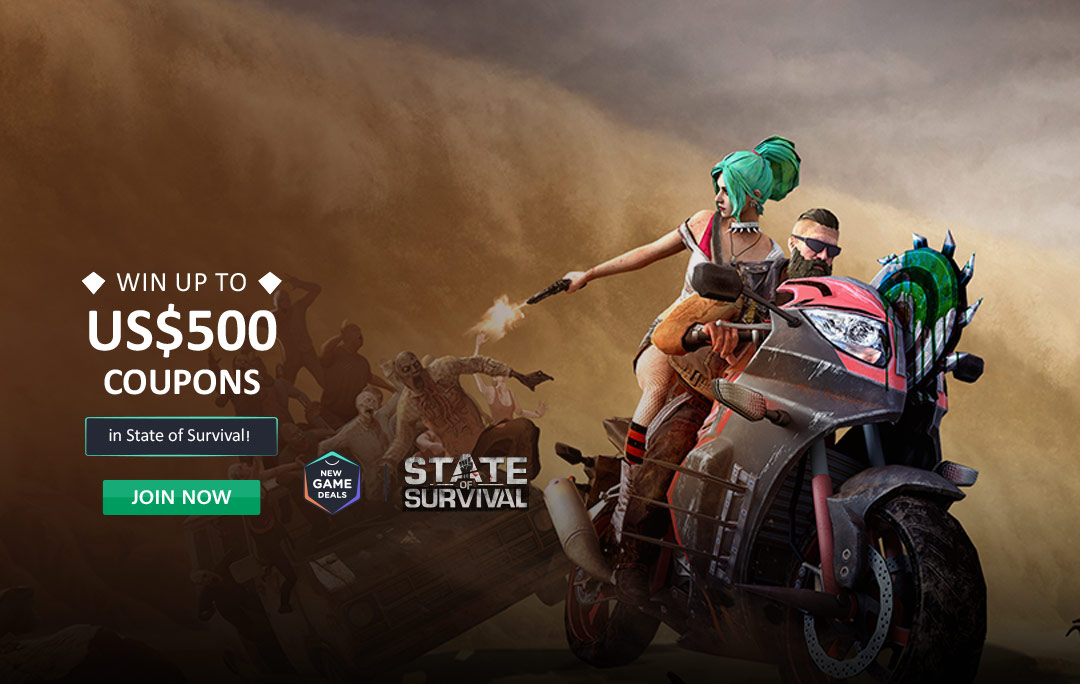 WIN UP TO
US$500
COUPONS
in State of Survival!
JOIN NOW
NEW
GAME
DEALS
STATE
OF
SURVIVAL